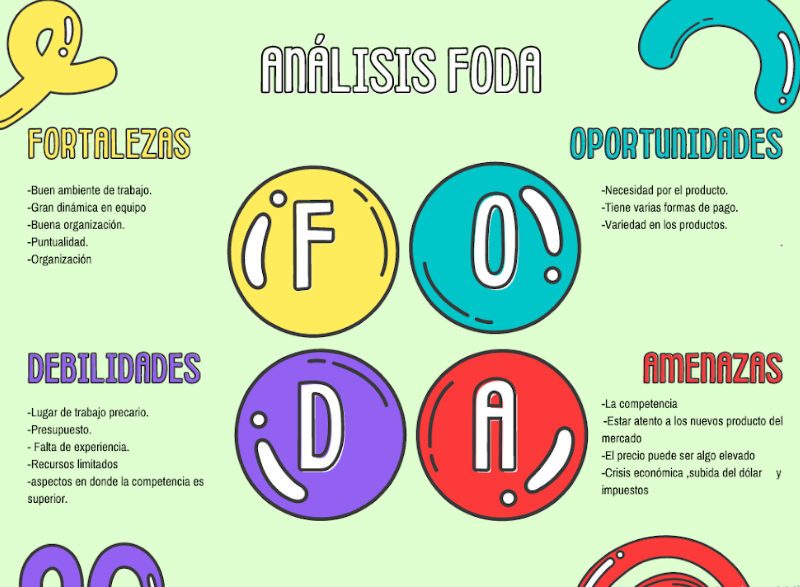 ANÁLISIS FODA
FORTALEZAS
-Buen ambiente de trabajo.
-Gran dinámica en equipo
-Buena organización.
-Puntualidad.
-Organización
OPORTUNIDADES
-Necesidad por el producto.
-Tiene varias formas de pago.
-Variedad en los productos.
.
F
O
D
A
DEBILIDADES
-Lugar de trabajo precario.
-Presupuesto.
- Falta de experiencia.
-Recursos limitados
-aspectos en donde la competencia es
superior.
AMENAZAS
-La competencia
-Estar atento a los nuevos producto del
mercado
-El precio puede ser algo elevado
-Crisis económica ,subida del dólar y
impuestos